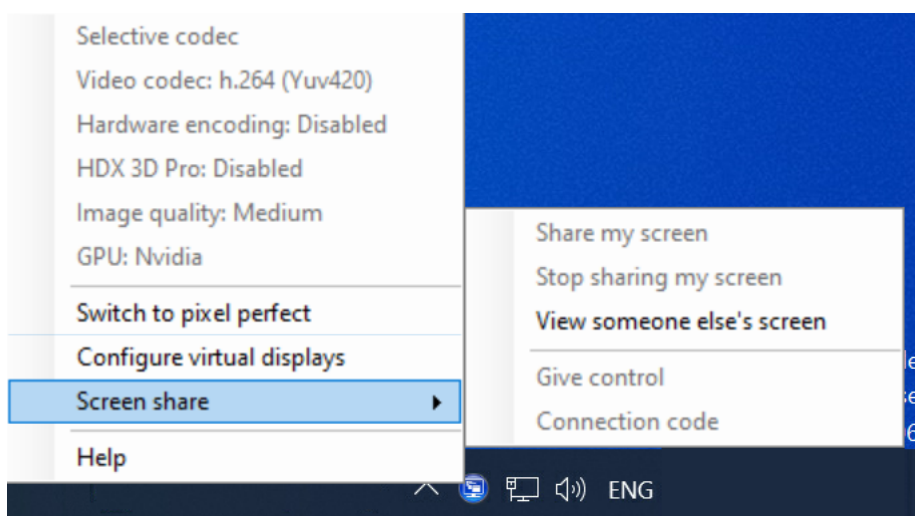 Selective codec
Video codec: h.264 (Yuv420)
Hardware encoding: Disabled
HDX 3D Pro: Disabled
Image quality: Medium
GPU: Nvidia
Switch to pixel perfect
Configure virtual displays
Screen share
Help
Share my screen
Stop sharing my screen
View someone else's screen
Give control
Connection code
ENG